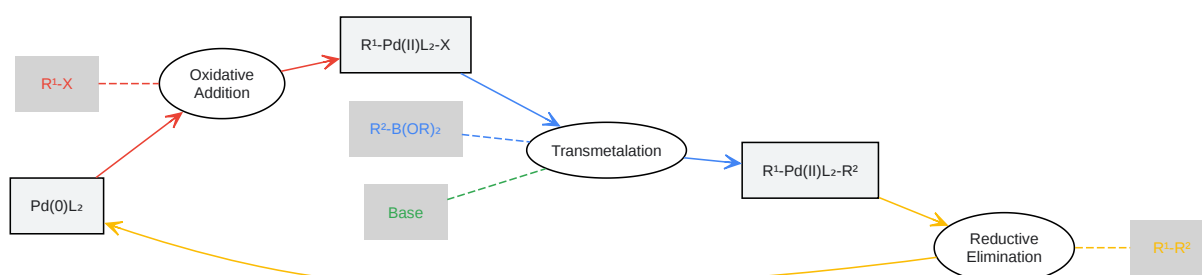 R¹-Pd(II)L₂-X
Oxidative
Addition
R¹-X
R²-B(OR)₂
Transmetalation
R¹-Pd(II)L₂-R²
Pd(0)L₂
Base
Reductive
Elimination
R¹-R²